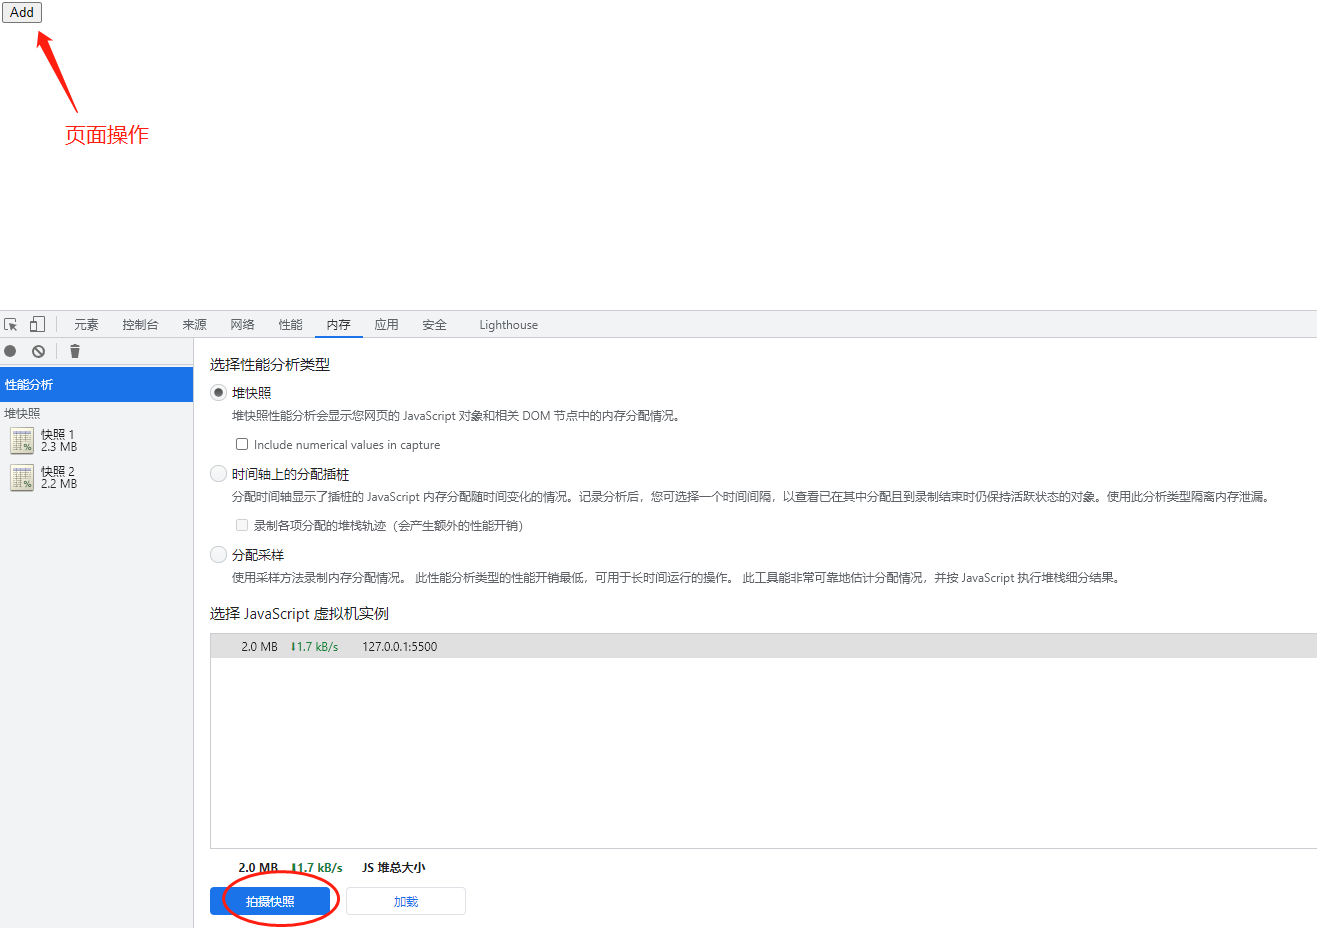 Add
页面操作
元素 控制台 来源 网络 性能 内存 应用 安全 Lighthouse
性能分析
堆快照
快照 1
2.3 MB
快照 2
2.2 MB
选择性能分析类型
堆快照
堆快照性能分析会显示您网页的 JavaScript 对象和相关 DOM 节点中的内存分配情况。
Include numerical values in capture
时间轴上的分配插桩
分配时间轴显示了插桩的 JavaScript 内存分配随时间变化的情况。记录分析后，您可选择一个时间间隔，以查看已在其中分配且到录制结束时仍保持活跃状态的对象。使用此分析类型隔离内存泄漏。
录制各项分配的堆栈轨迹（会产生额外的性能开销）
分配采样
使用采样方法录制内存分配情况。 此性能分析类型的性能开销最低，可用于长时间运行的操作。 此工具能非常可靠地估计分配情况，并按 JavaScript 执行堆栈细分结果。
选择 JavaScript 虚拟机实例
2.0 MB ⬇1.7 kB/s 127.0.0.1:5500
2.0 MB ⬇1.7 kB/s JS 堆总大小
拍摄快照 加载